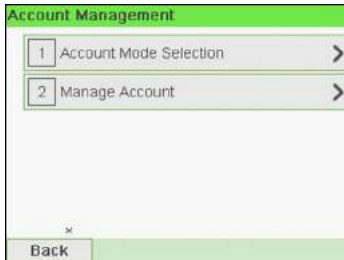 Account Management
1 Account Mode Selection
2 Manage Account
Back